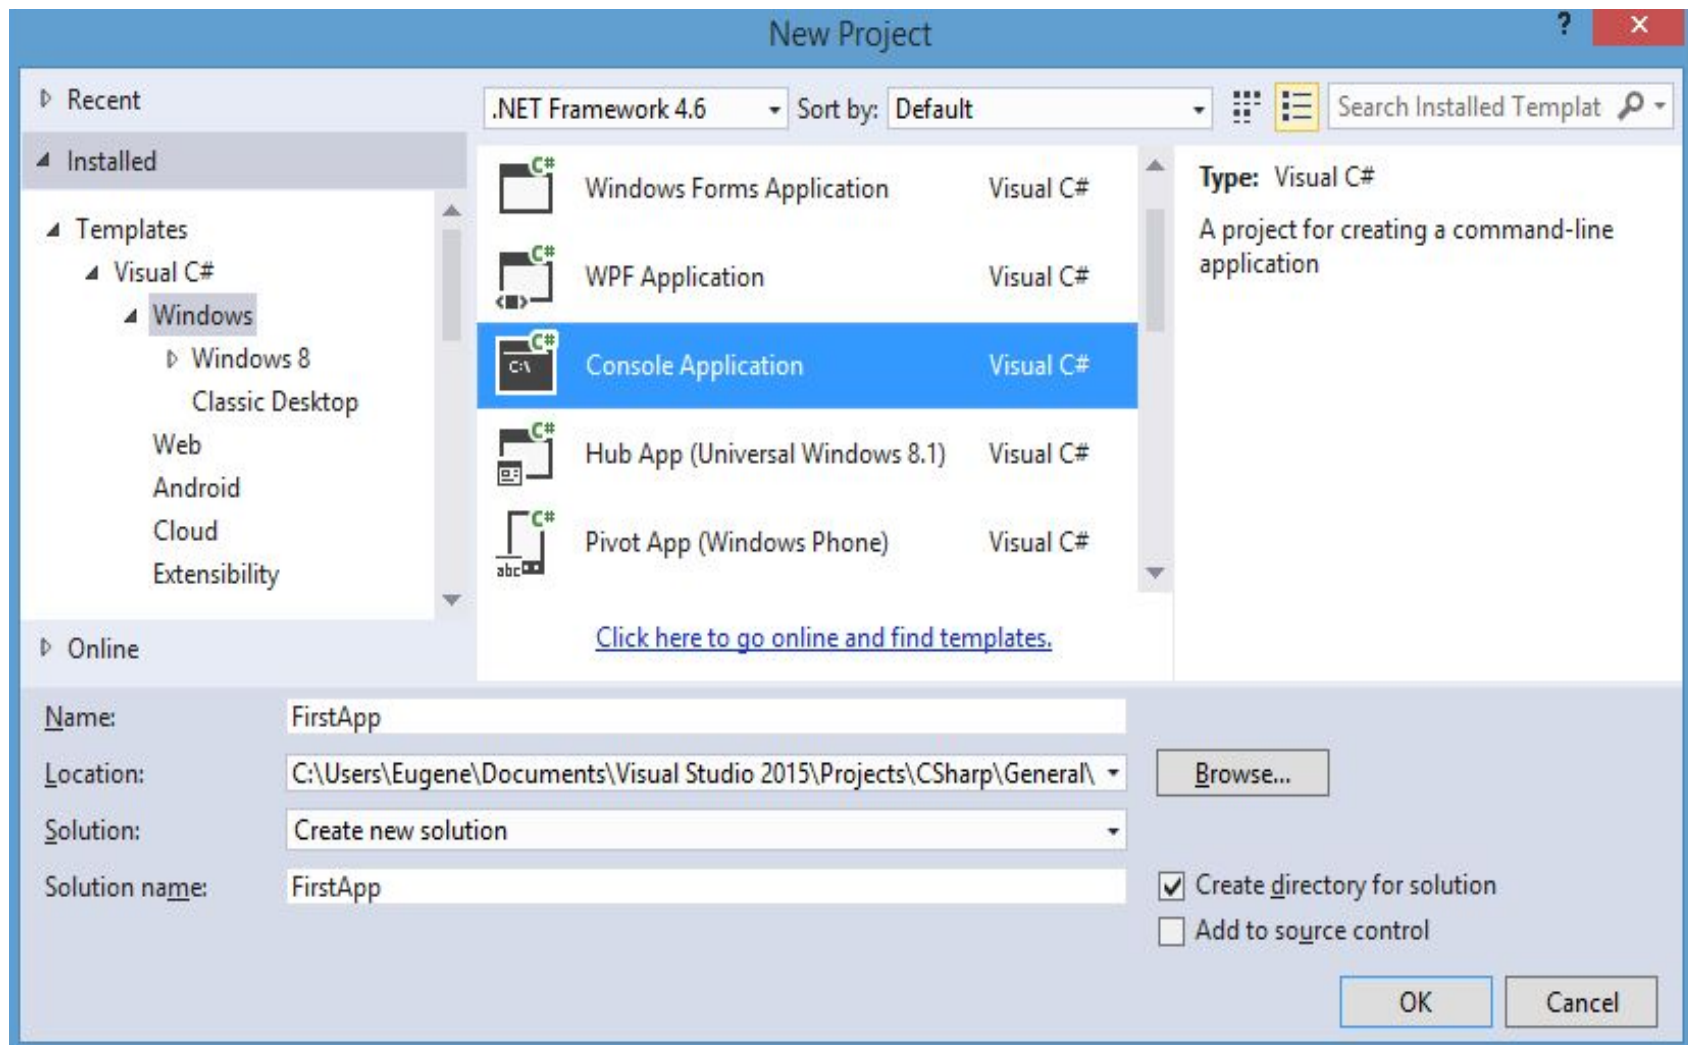 New Project
?
Recent
Installed
Templates
Visual C#
Windows
Windows 8
Classic Desktop
Web
Android
Cloud
Extensibility
Online
.NET Framework 4.6
Sort by: Default
Search Installed Templat
C# Windows Forms Application Visual C#
C# WPF Application Visual C#
C# C:\ Console Application Visual C#
C# Hub App (Universal Windows 8.1) Visual C#
C# abc Pivot App (Windows Phone) Visual C#
Click here to go online and find templates.
Type: Visual C#
A project for creating a command-line
application
Name: FirstApp
Location: C:\Users\Eugene\Documents\Visual Studio 2015\Projects\CSharp\General\
Browse...
Solution: Create new solution
Solution name: FirstApp
Create directory for solution
Add to source control
OK Cancel